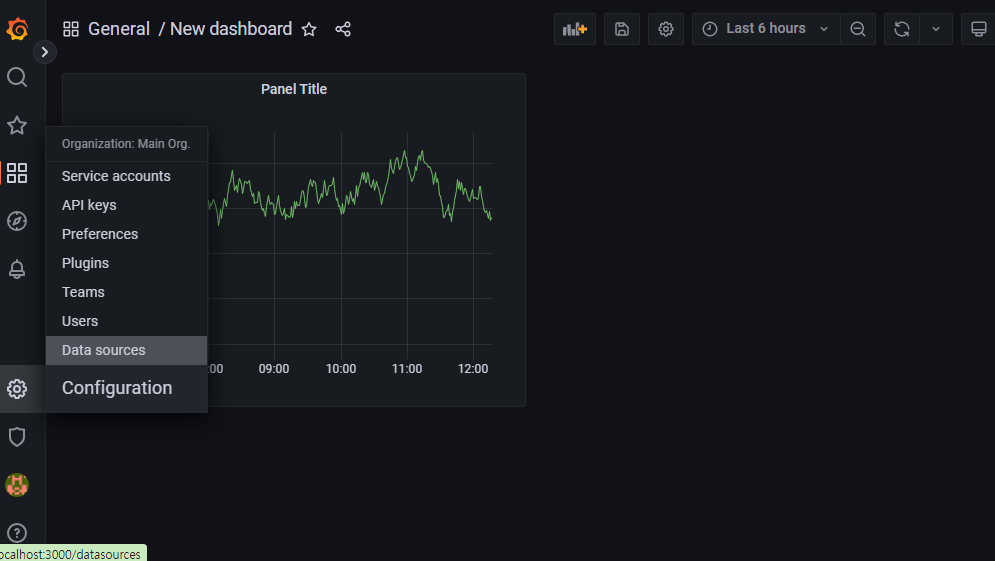 General / New dashboard
Last 6 hours
Panel Title
Organization: Main Org.
Service accounts
API keys
Preferences
Plugins
Teams
Users
Data sources
Configuration
:00 09:00 10:00 11:00 12:00
ocalhost:3000/datasources